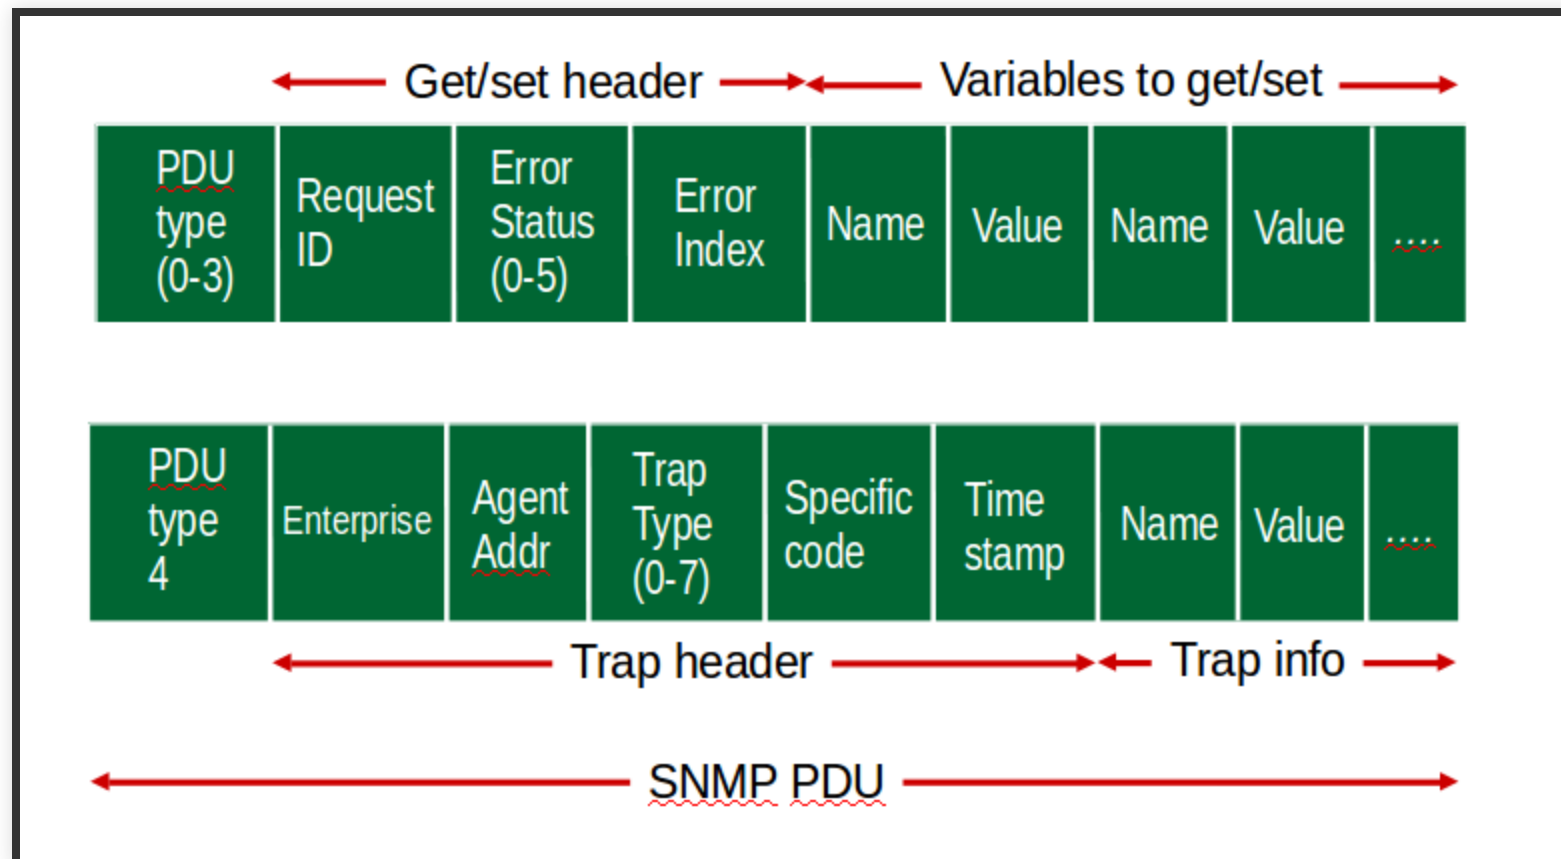 Get/set header
Variables to get/set
PDU
type
(0-3)
Request
ID
Error
Status
(0-5)
Error
Index
Name
Value
Name
Value
....
PDU
type
4
Enterprise
Agent
Addr
Trap
Type
(0-7)
Specific
code
Time
stamp
Name
Value
....
Trap header
Trap info
SNMP PDU